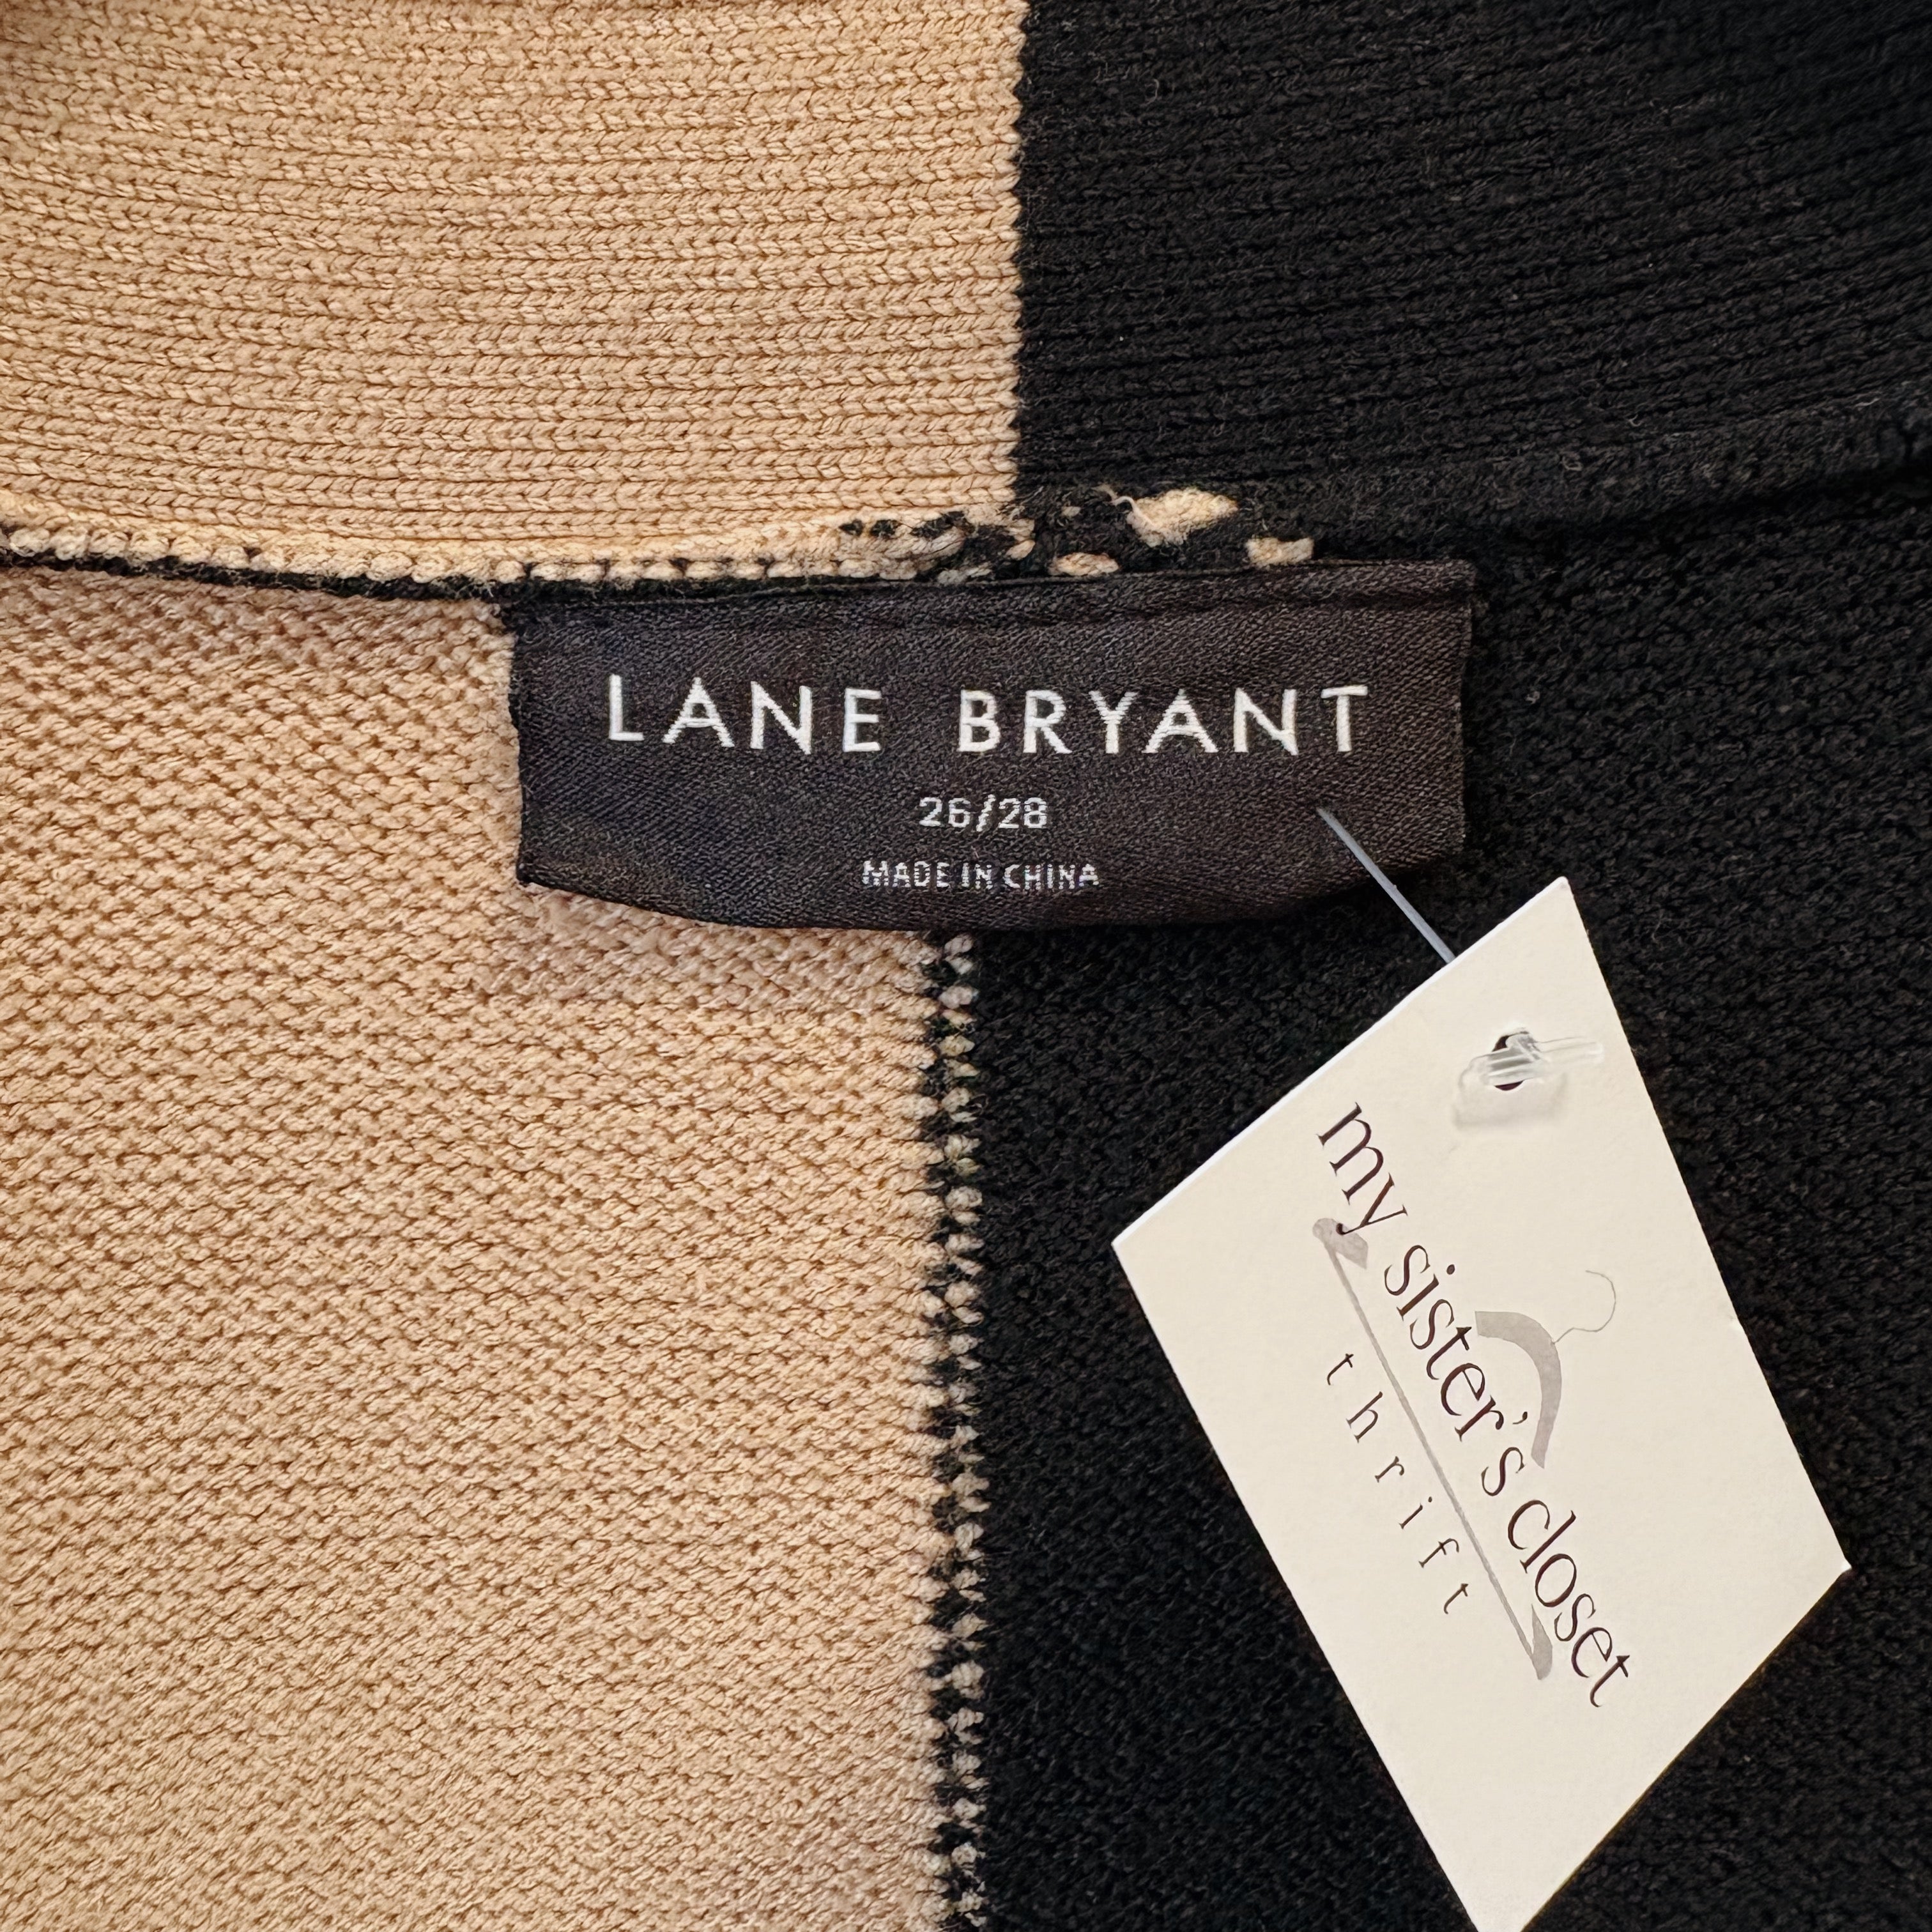 LANE BRYANT
26/28
MADE IN CHINA
my sister's closet
thrift